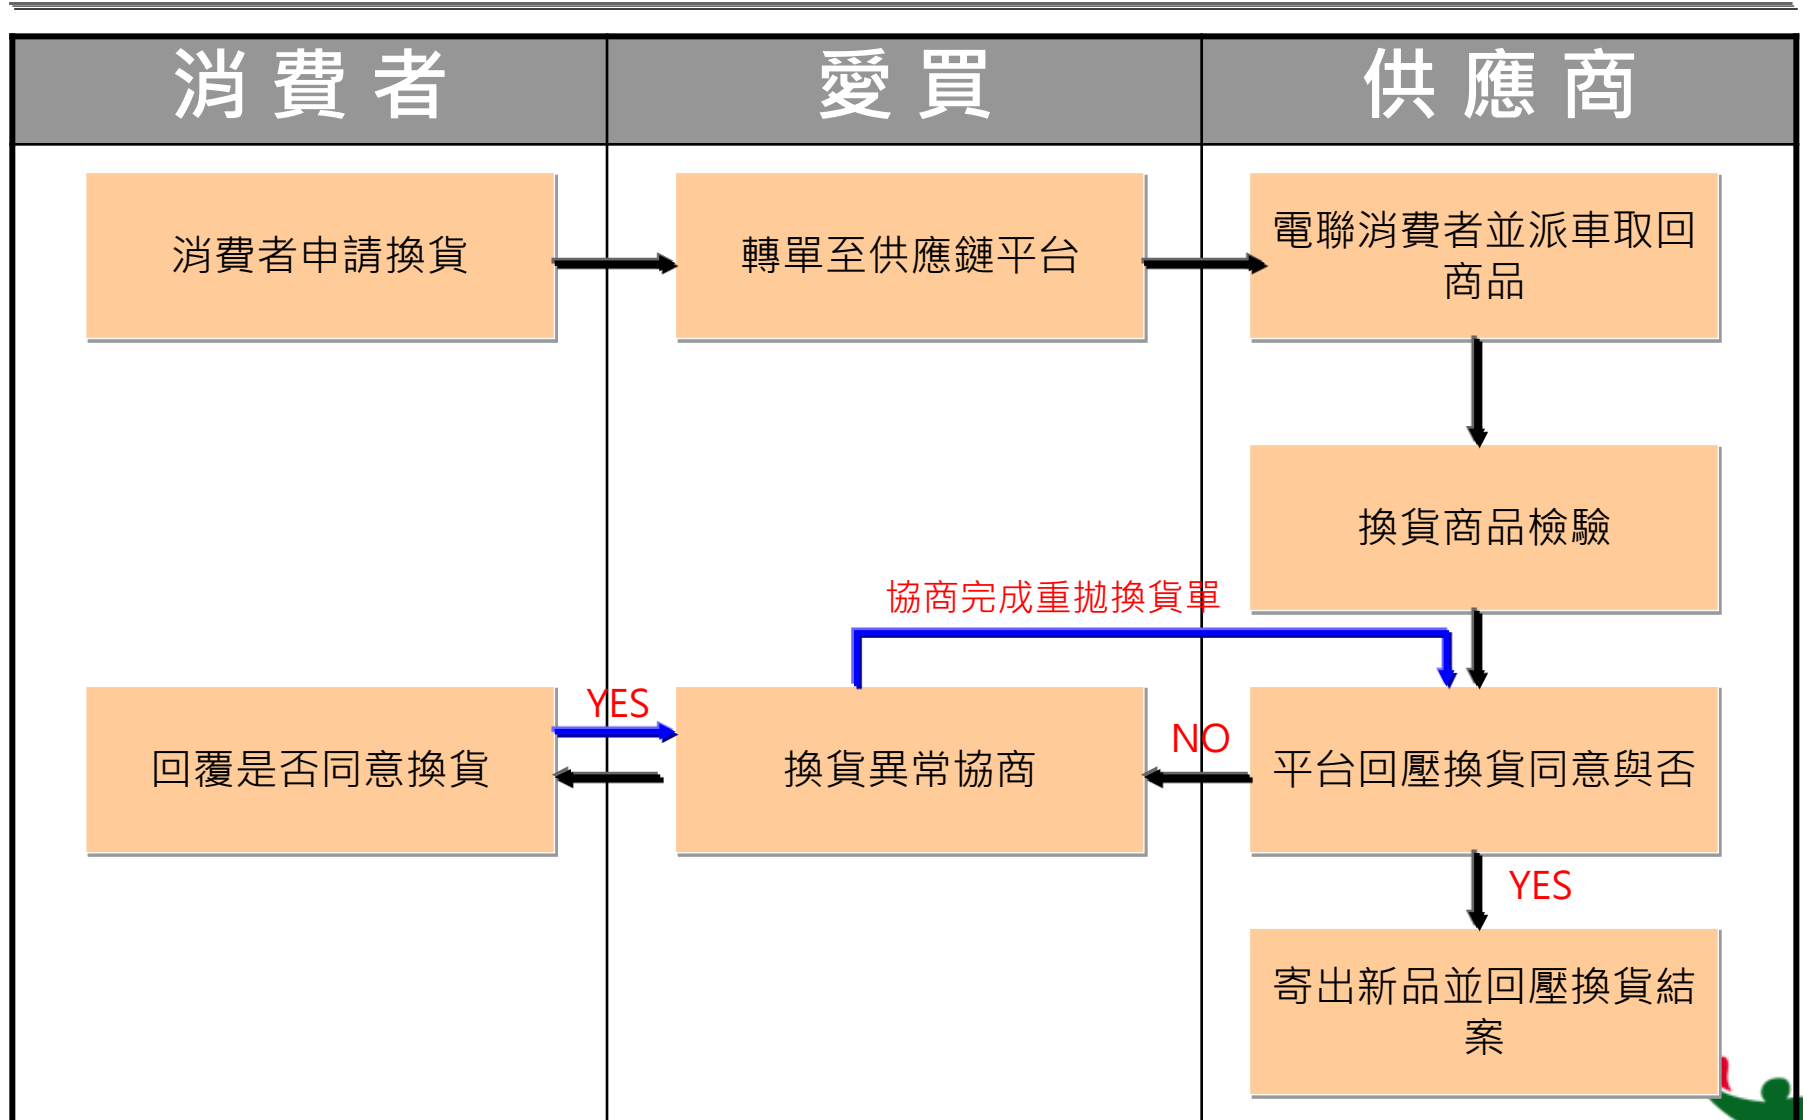 消費者
愛買
供應商
消費者申請換貨
轉單至供應鏈平台
電聯消費者並派車取回
商品
換貨商品檢驗
協商完成重拋換貨單
YES
NO
回覆是否同意換貨
換貨異常協商
平台回壓換貨同意與否
YES
寄出新品並回壓換貨結
案